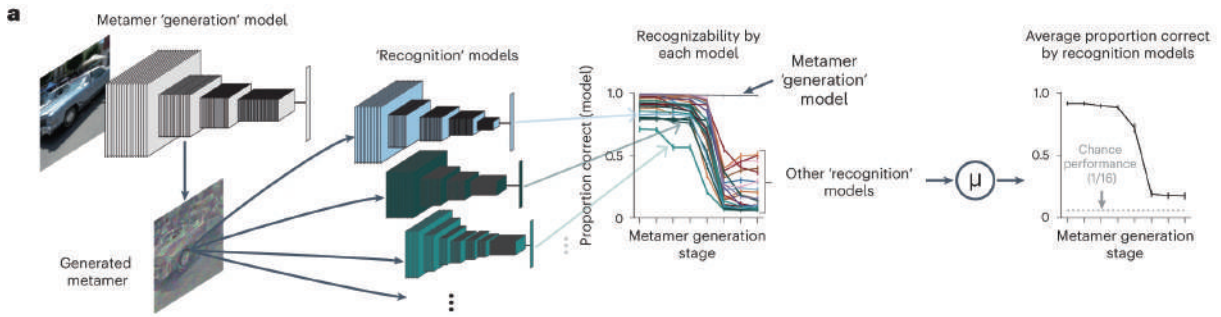 a
Metamer 'generation' model
'Recognition' models
Generated
metamer
Recognizability by
each model
Proportion correct (model)
1.0
0.5
0
Metamer generation
stage
Metamer
'generation'
model
Other 'recognition'
models
μ
Average proportion correct
by recognition models
1.0
0.5
0
Chance
performance
(1/16)
Metamer generation
stage